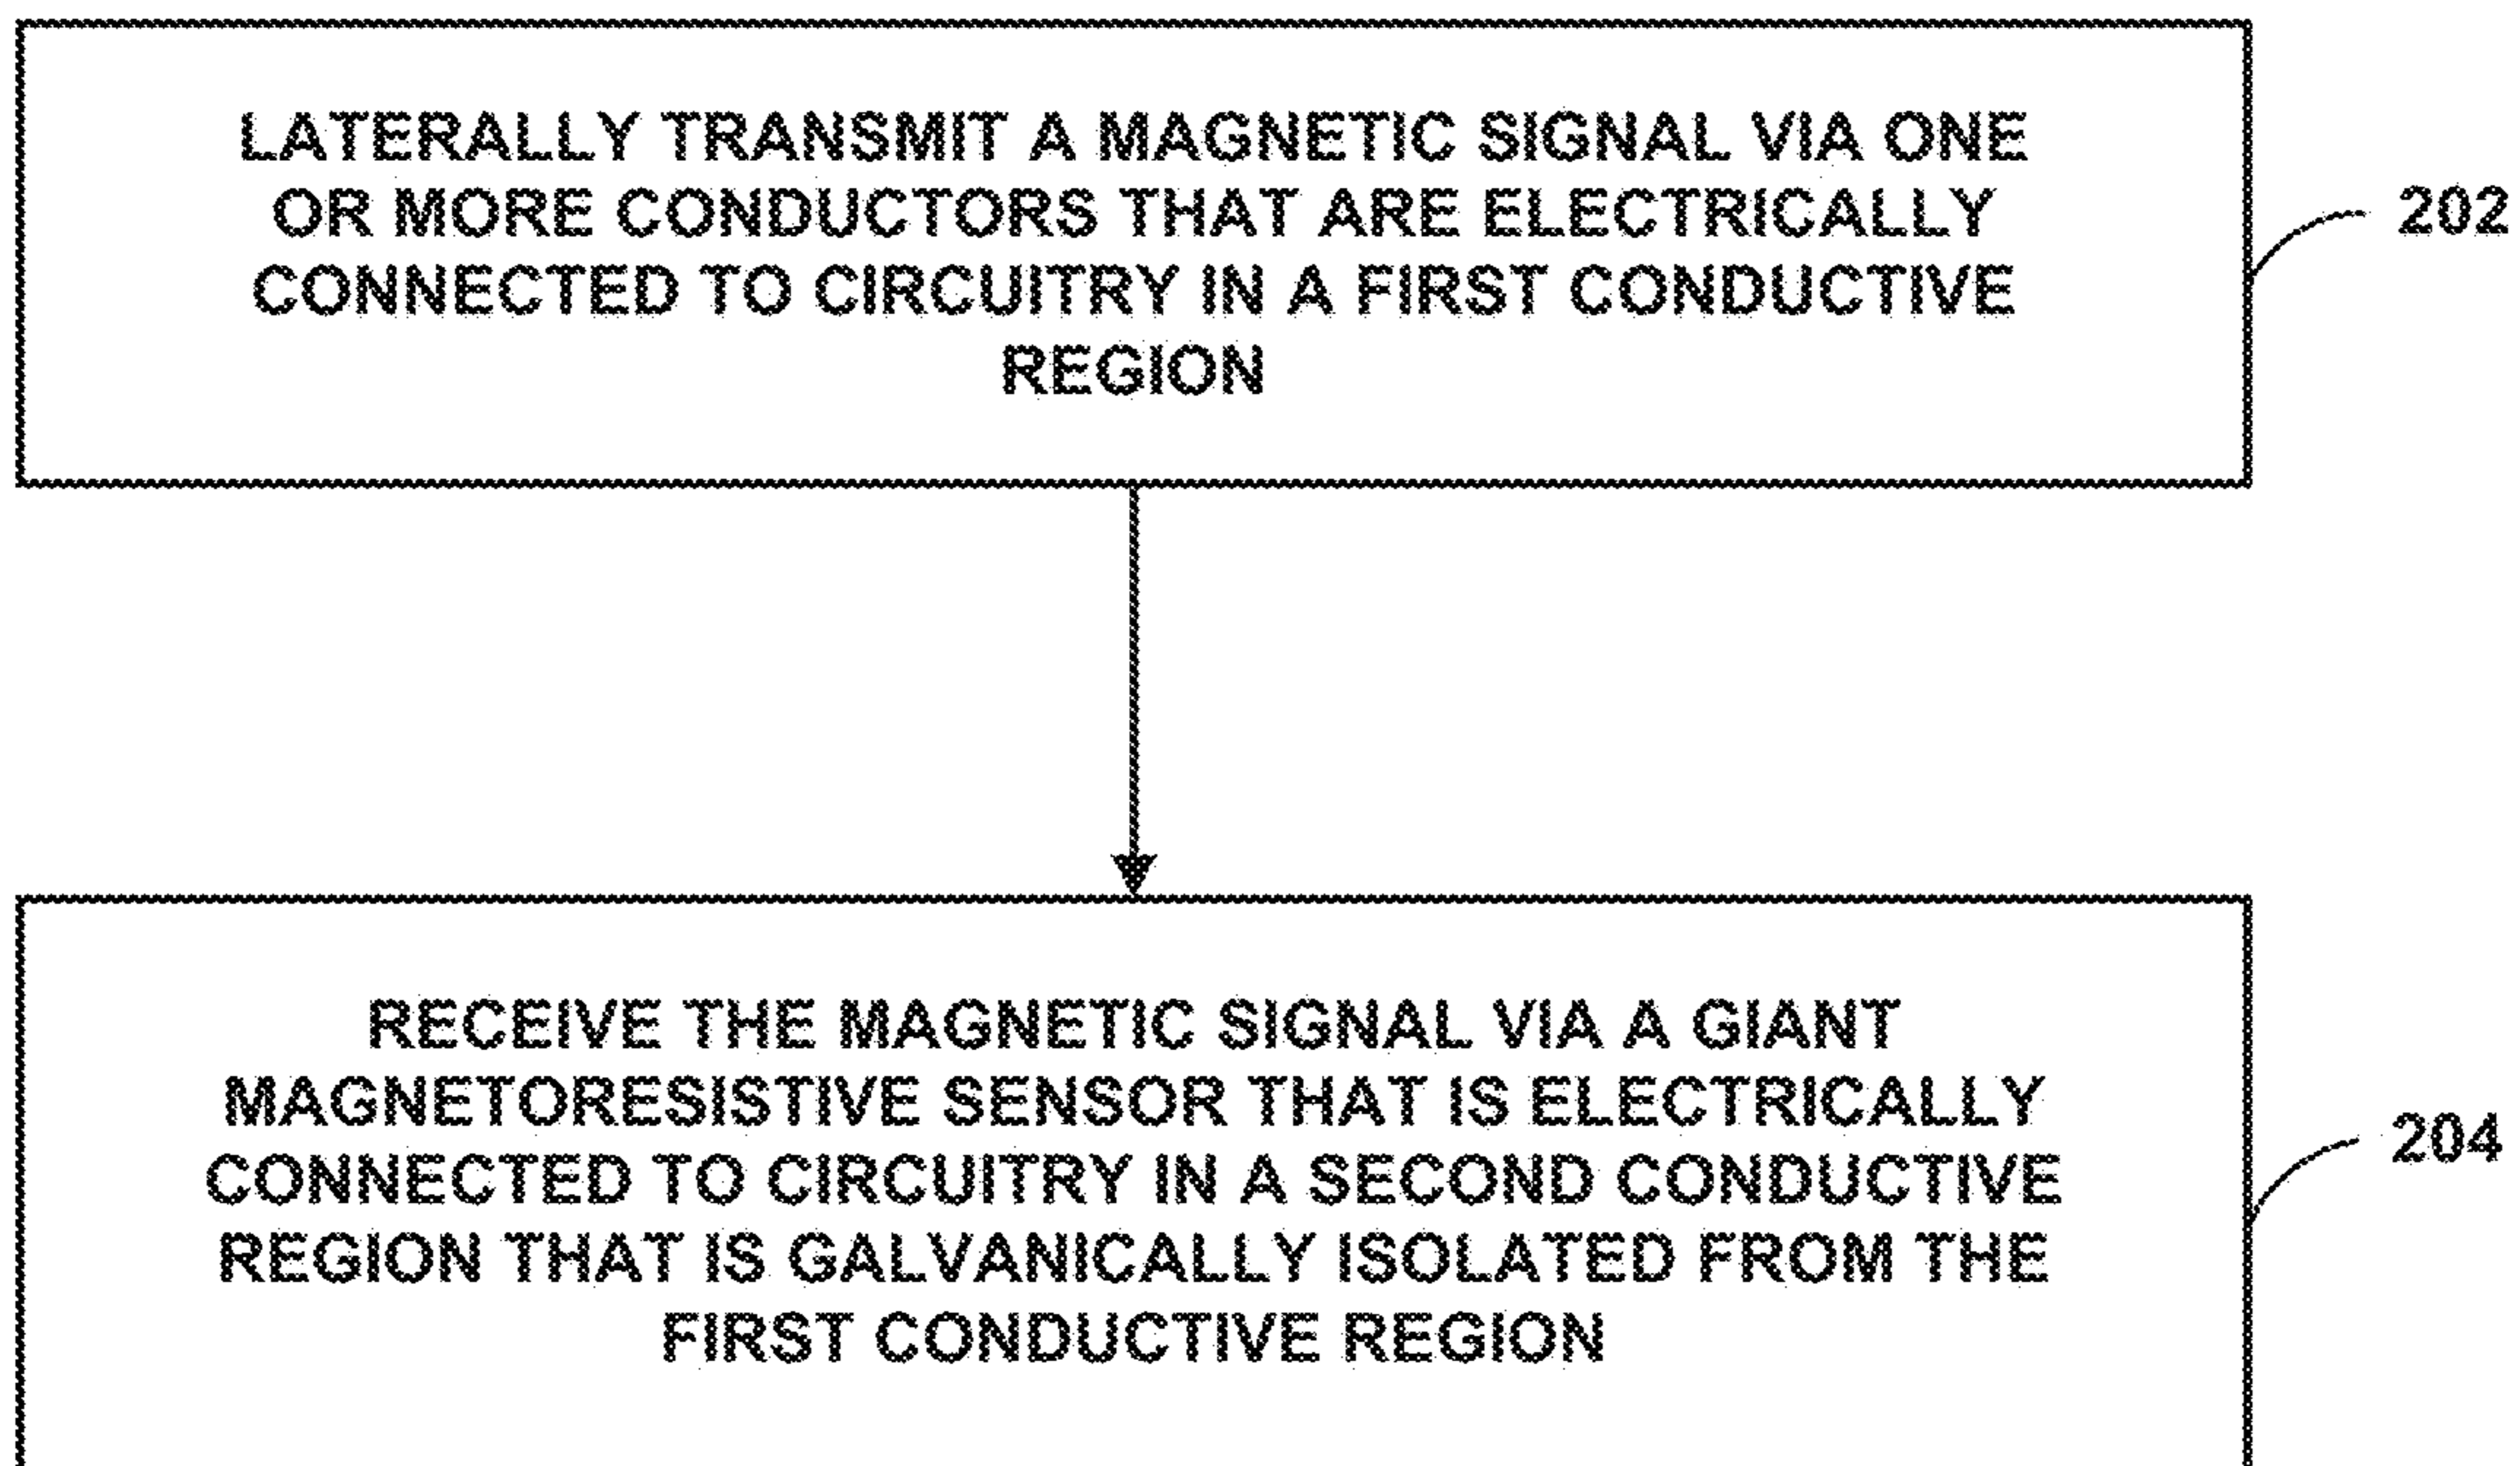 LATERALLY TRANSMIT A MAGNETIC SIGNAL VIA ONE
OR MORE CONDUCTORS THAT ARE ELECTRICALLY
CONNECTED TO CIRCUITRY IN A FIRST CONDUCTIVE
REGION
202
RECEIVE THE MAGNETIC SIGNAL VIA A GIANT
MAGNETORESISTIVE SENSOR THAT IS ELECTRICALLY
CONNECTED TO CIRCUITRY IN A SECOND CONDUCTIVE
REGION THAT IS GALVANICALLY ISOLATED FROM THE
FIRST CONDUCTIVE REGION
204